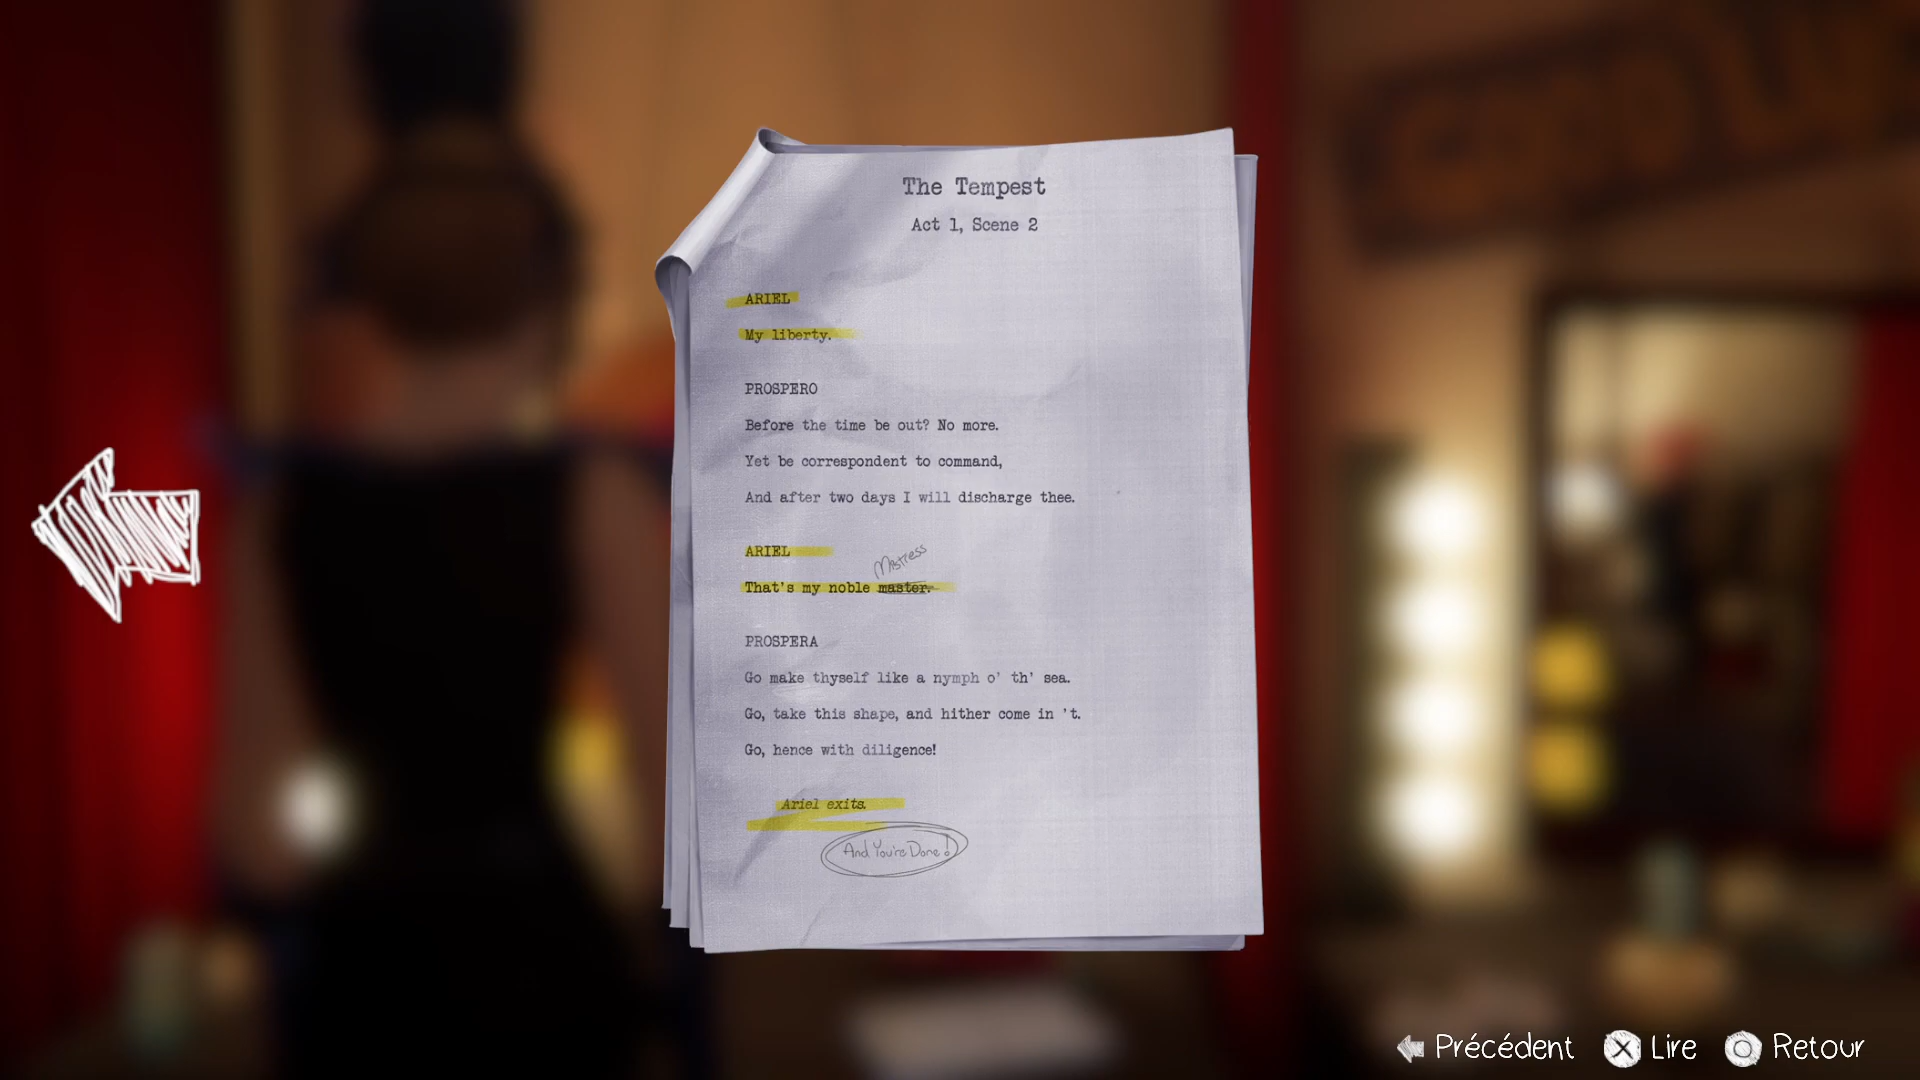 The Tempest
Act 1, Scene 2
ARIEL
My liberty.
PROSPERO
Before the time be out? No more.
Yet be correspondent to command,
And after two days I will discharge thee.
ARIEL
Mistress
That's my noble master.
PROSPERA
Go make thyself like a nymph o' th' sea.
Go, take this shape, and hither come in 't.
Go, hence with diligence!
Ariel exits.
And You're Done!
Précédent Lire Retour